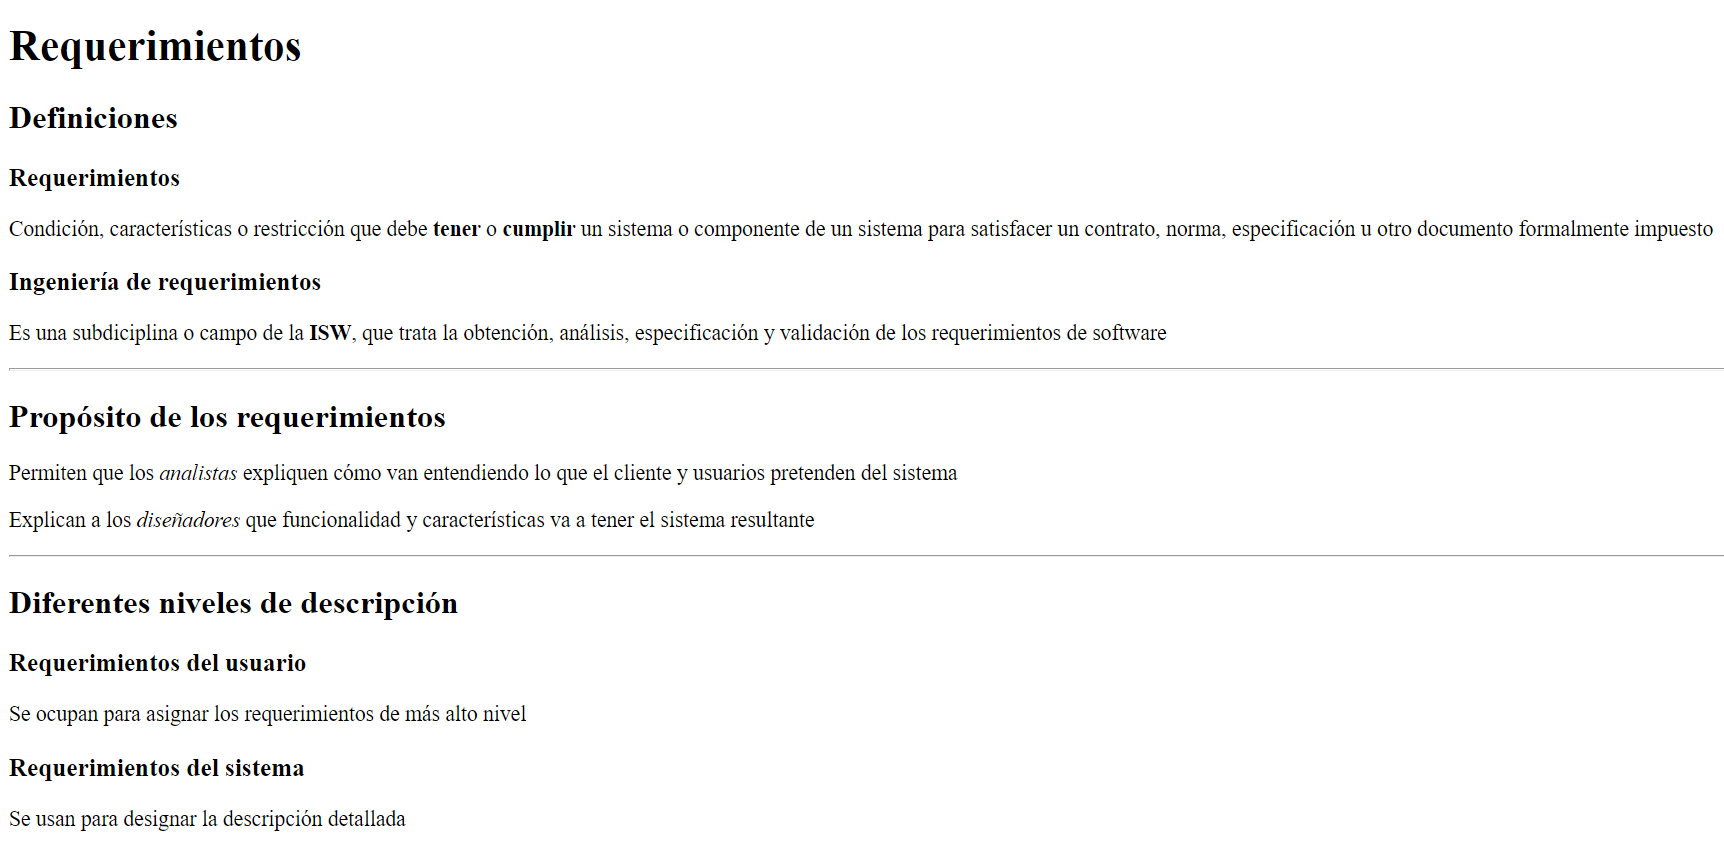 Requerimientos
Definiciones
Requerimientos
Condición, características o restricción que debe tener o cumplir un sistema o componente de un sistema para satisfacer un contrato, norma, especificación u otro documento formalmente impuesto
Ingeniería de requerimientos
Es una subdiciplina o campo de la ISW, que trata la obtención, análisis, especificación y validación de los requerimientos de software
Propósito de los requerimientos
Permiten que los analistas expliquen cómo van entendiendo lo que el cliente y usuarios pretenden del sistema
Explican a los diseñadores que funcionalidad y características va a tener el sistema resultante
Diferentes niveles de descripción
Requerimientos del usuario
Se ocupan para asignar los requerimientos de más alto nivel
Requerimientos del sistema
Se usan para designar la descripción detallada